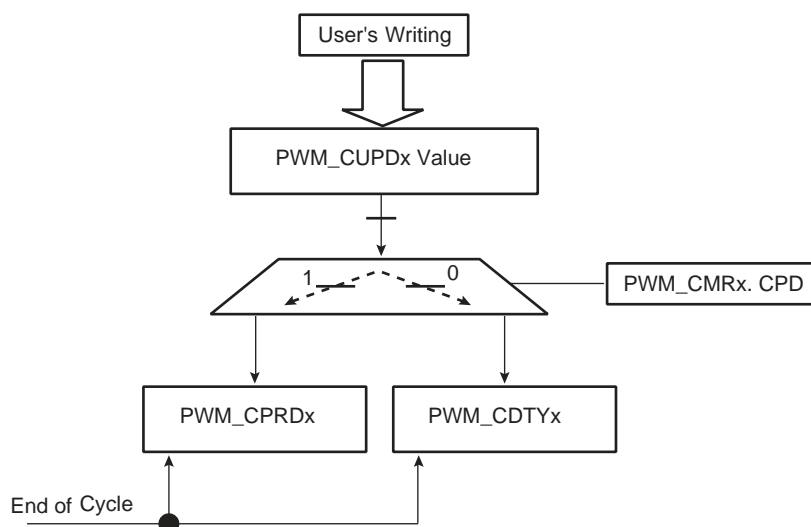 User's Writing
PWM_CUPDx Value
1
0
PWM_CMRx. CPD
PWM_CPRDx
PWM_CDTYx
End of Cycle